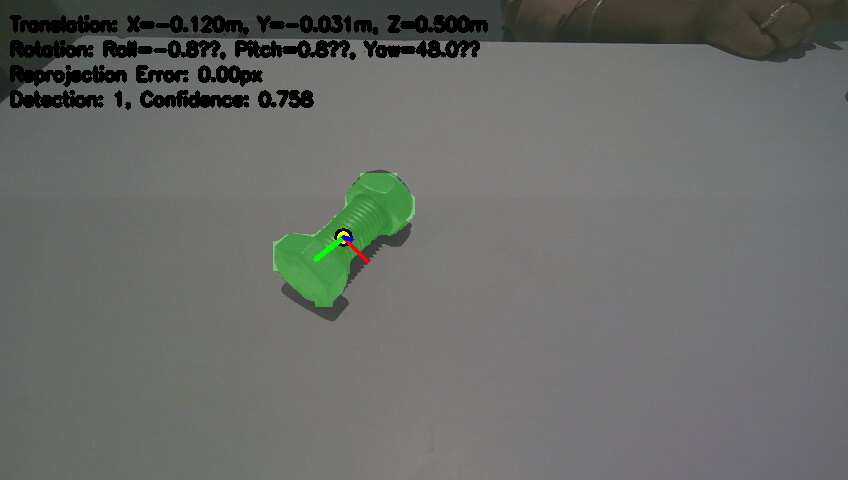 Translation: X=-0.120m, Y=-0.031m, Z=0.500m
Rotation: Roll=-0.8??, Pitch=0.8??, Yaw=48.0??
Reprojection Error: 0.00px
Detection: 1, Confidence: 0.758